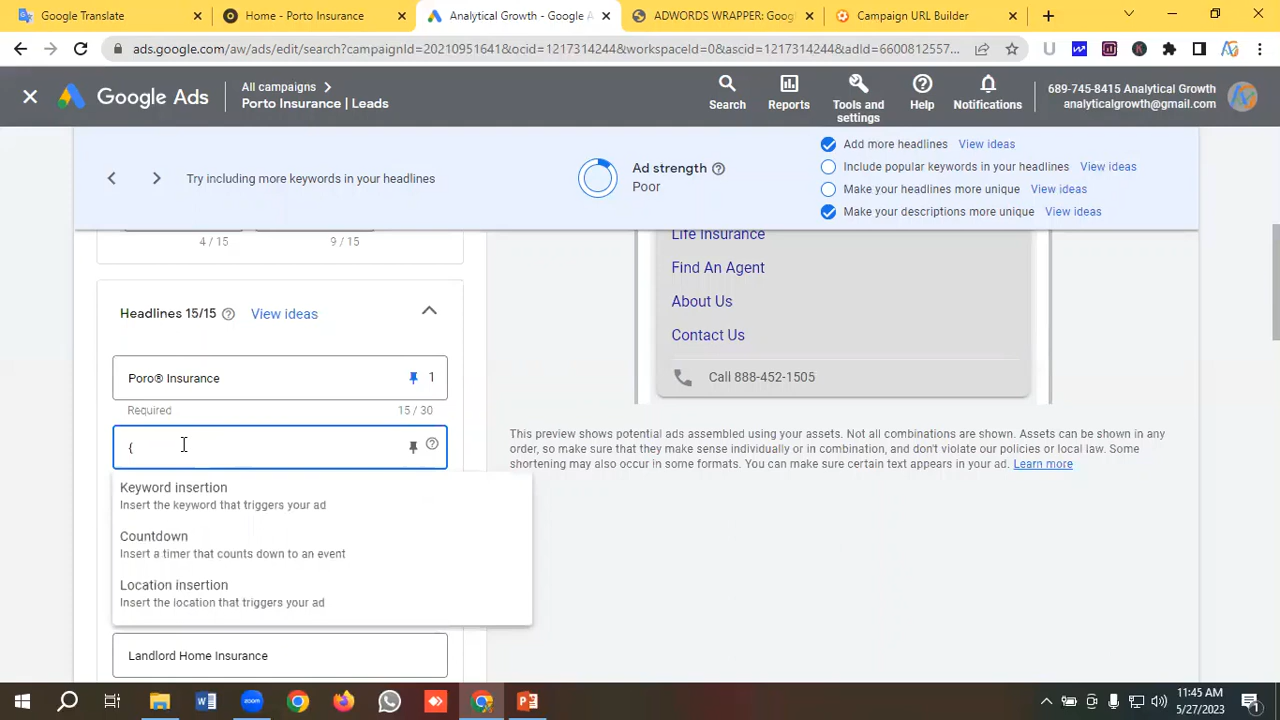 Google Translate
Home - Porto Insurance
Analytical Growth - Google A
ADWORDS WRAPPER: Goog
Campaign URL Builder
ads.google.com/aw/ads/edit/search?campaignId=20210951641&ocid=1217314244&workspaceId=0&ascid=1217314244&adId=6600812557...
Google Ads
All campaigns
Porto Insurance | Leads
Search
Reports
Tools and settings
Help
Notifications
689-745-8415 Analytical Growth
analyticalgrowth@gmail.com
Try including more keywords in your headlines
Ad strength
Poor
Add more headlines View ideas
Include popular keywords in your headlines View ideas
Make your headlines more unique View ideas
Make your descriptions more unique View ideas
4 / 15
9 / 15
Headlines 15/15 View ideas
Poro® Insurance 1
Required 15 / 30
{
Keyword insertion
Insert the keyword that triggers your ad
Countdown
Insert a timer that counts down to an event
Location insertion
Insert the location that triggers your ad
Landlord Home Insurance
Life Insurance
Find An Agent
About Us
Contact Us
Call 888-452-1505
This preview shows potential ads assembled using your assets. Not all combinations are shown. Assets can be shown in any
order, so make sure that they make sense individually or in combination, and don't violate our policies or local law. Some
shortening may also occur in some formats. You can make sure certain text appears in your ad. Learn more
11:45 AM
5/27/2023